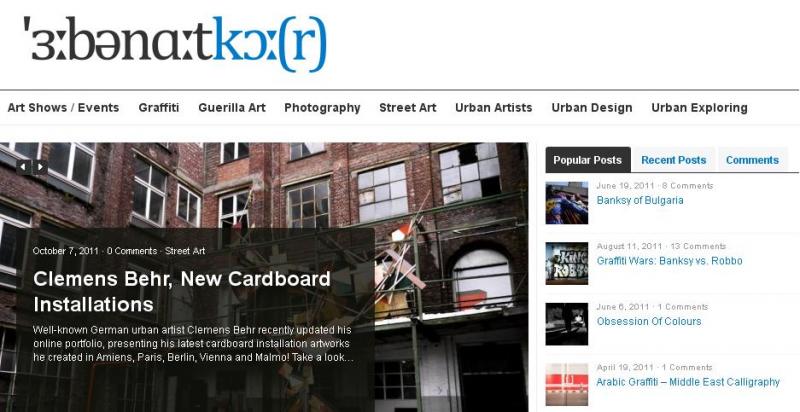 'ɜːbənɑːtkɔː(r)
Art Shows / Events Graffiti Guerilla Art Photography Street Art Urban Artists Urban Design Urban Exploring
October 7, 2011 · 0 Comments · Street Art
Clemens Behr, New Cardboard
Installations
Well-known German urban artist Clemens Behr recently updated his
online portfolio, presenting his latest cardboard installation artworks
he created in Amiens, Paris, Berlin, Vienna and Malmo! Take a look...
Popular Posts Recent Posts Comments
June 19, 2011 · 8 Comments
Banksy of Bulgaria
August 11, 2011 · 13 Comments
Graffiti Wars: Banksy vs. Robbo
KING
ROBBO
June 6, 2011 · 1 Comments
Obsession Of Colours
April 19, 2011 · 1 Comments
Arabic Graffiti – Middle East Calligraphy